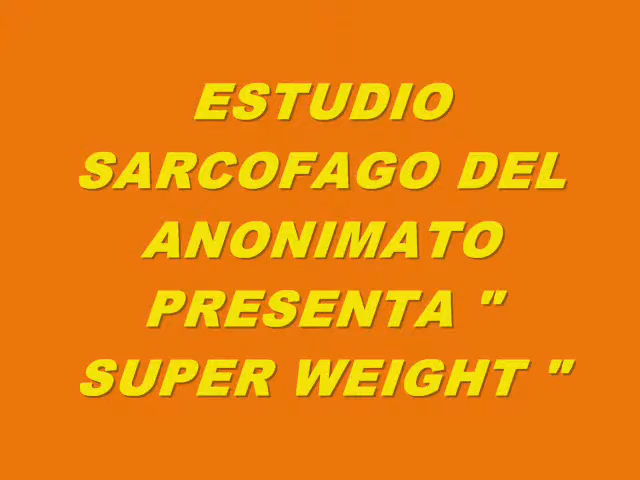 ESTUDIO
SARCOFAGO DEL
ANONIMATO
PRESENTA "
SUPER WEIGHT "